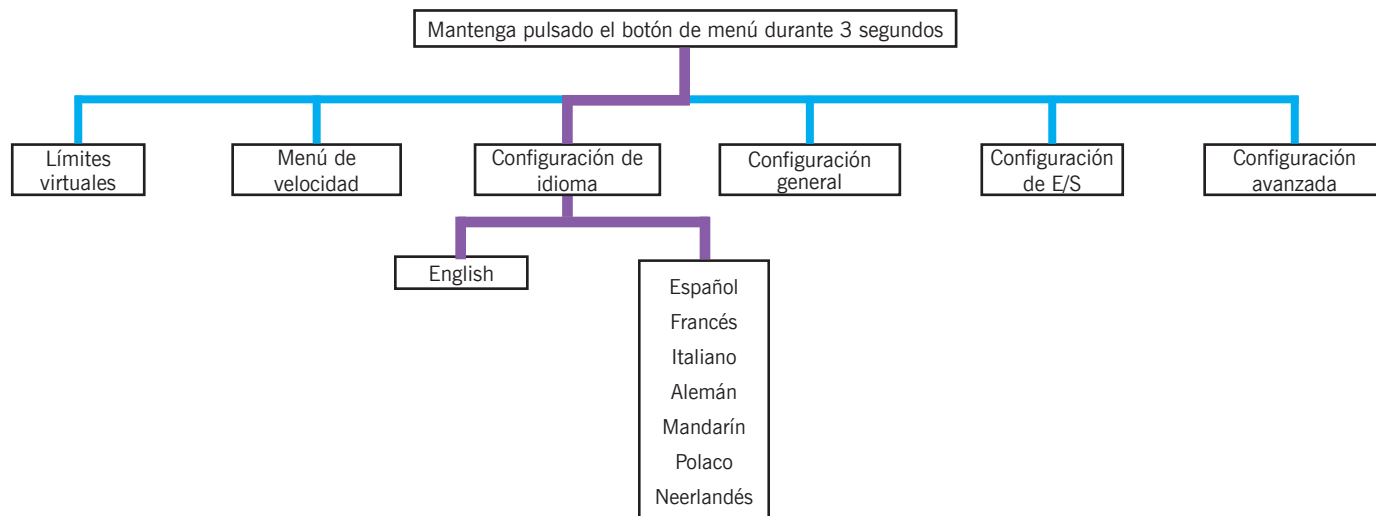 Mantenga pulsado el botón de menú durante 3 segundos
Límites
virtuales
Menú de
velocidad
Configuración de
idioma
Configuración
general
Configuración
de E/S
Configuración
avanzada
English
Español
Francés
Italiano
Alemán
Mandarín
Polaco
Neerlandés